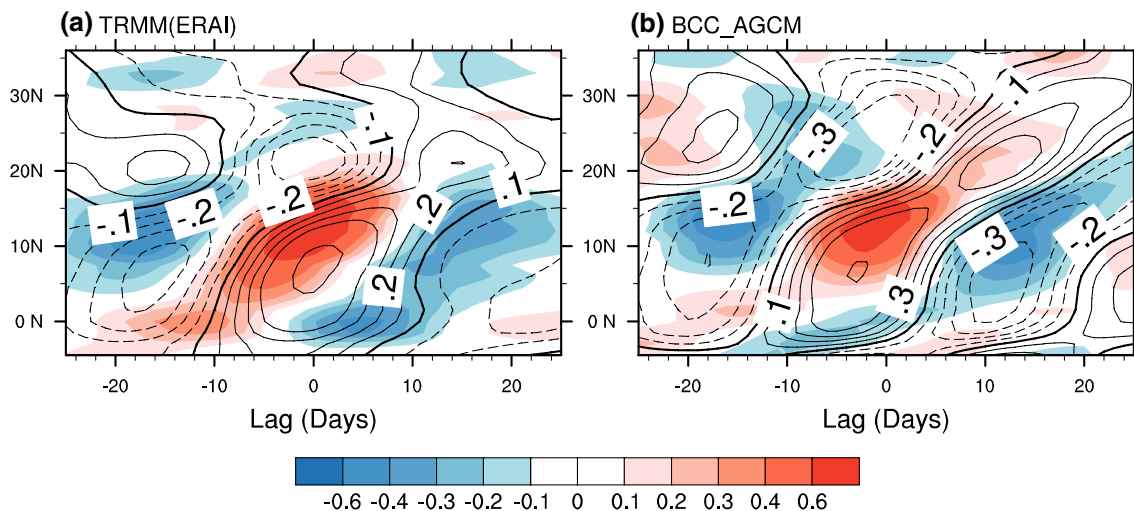 (a) TRMM(ERAI)
(b) BCC_AGCM
30N
20N
10N
0 N
-.1
-.2
-.2
-.1
.2
.2
.1
-20
-10
0
10
20
Lag (Days)
30N
20N
10N
0 N
-.3
-.2
-.2
.1
-.3
-.2
.1
.3
-20
-10
0
10
20
Lag (Days)
-0.6 -0.4 -0.3 -0.2 -0.1 0 0.1 0.2 0.3 0.4 0.6